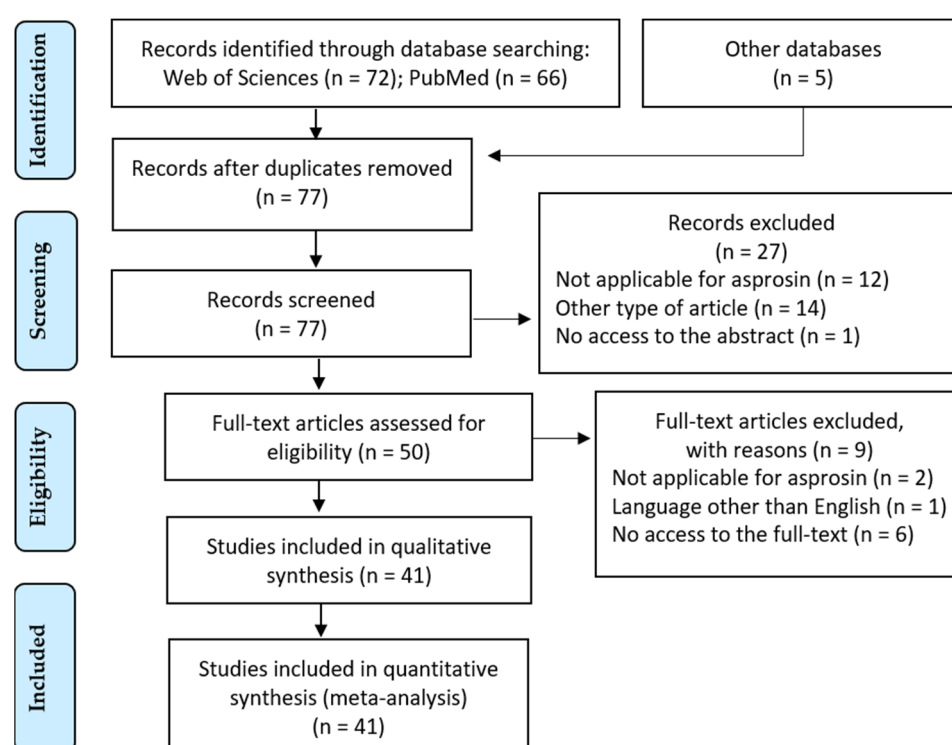 Identification
Records identified through database searching:
Web of Sciences (n = 72); PubMed (n = 66)
Other databases
(n = 5)
Records after duplicates removed
(n = 77)
Screening
Records screened
(n = 77)
Records excluded
(n = 27)
Not applicable for asprosin (n = 12)
Other type of article (n = 14)
No access to the abstract (n = 1)
Eligibility
Full-text articles assessed for
eligibility (n = 50)
Full-text articles excluded,
with reasons (n = 9)
Not applicable for asprosin (n = 2)
Language other than English (n = 1)
No access to the full-text (n = 6)
Studies included in qualitative
synthesis (n = 41)
Included
Studies included in quantitative
synthesis (meta-analysis)
(n = 41)